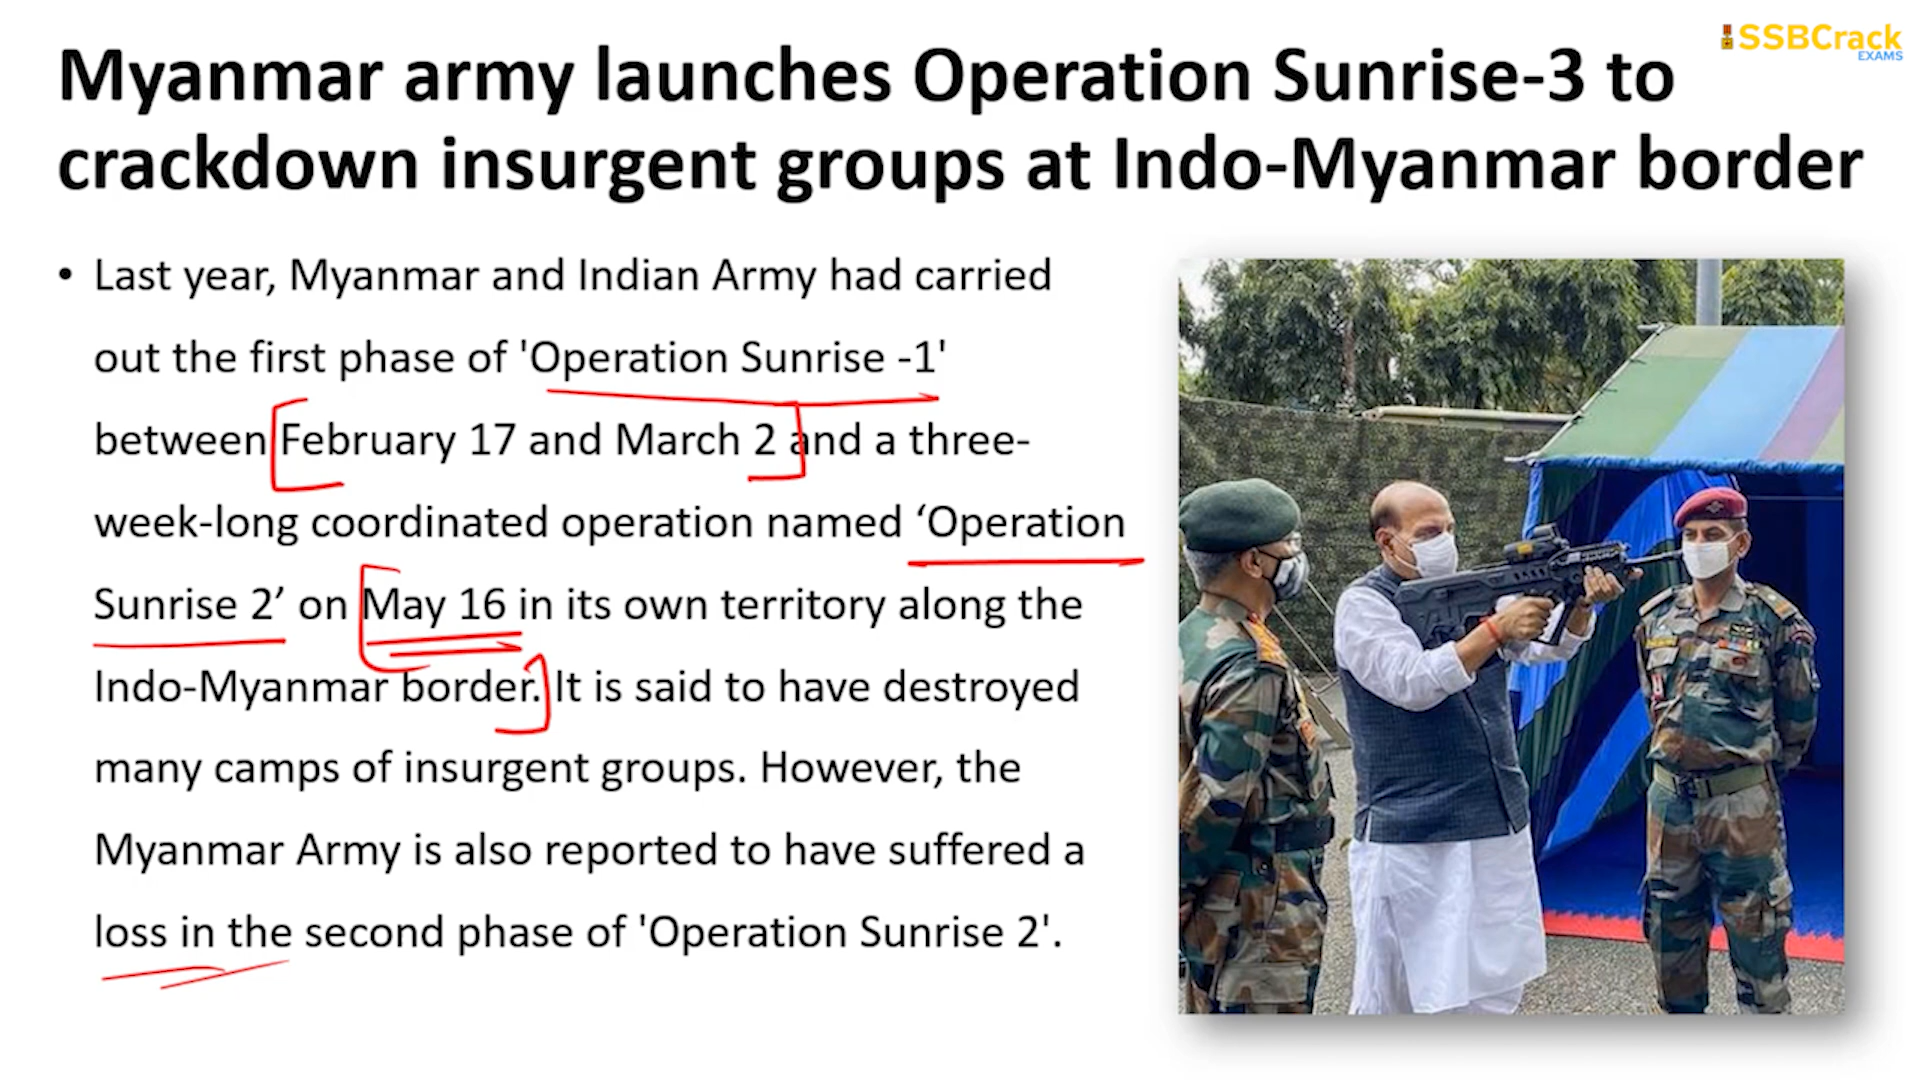 SSBCrack
EXAMS
Myanmar army launches Operation Sunrise-3 to
crackdown insurgent groups at Indo-Myanmar border
• Last year, Myanmar and Indian Army had carried
out the first phase of 'Operation Sunrise -1'
between February 17 and March 2 and a three-
week-long coordinated operation named ‘Operation
Sunrise 2’ on May 16 in its own territory along the
Indo-Myanmar border. It is said to have destroyed
many camps of insurgent groups. However, the
Myanmar Army is also reported to have suffered a
loss in the second phase of 'Operation Sunrise 2'.